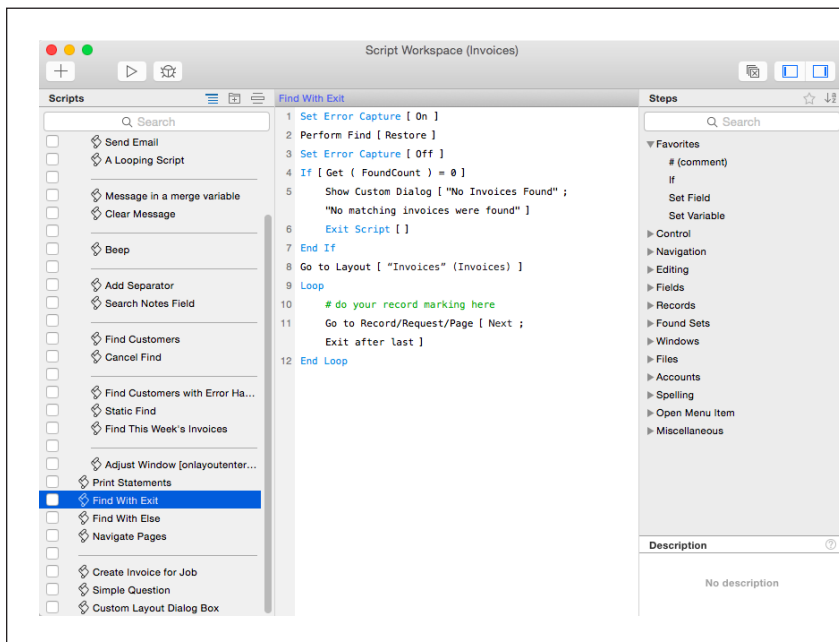 Script Workspace (Invoices)
Scripts
Search
Send Email
A Looping Script
Message in a merge variable
Clear Message
Beep
Add Separator
Search Notes Field
Find Customers
Cancel Find
Find Customers with Error Ha...
Static Find
Find This Week's Invoices
Adjust Window [onlayoutenter...
Print Statements
Find With Exit
Find With Else
Navigate Pages
Create Invoice for Job
Simple Question
Custom Layout Dialog Box
Find With Exit
1 Set Error Capture [ On ]
2 Perform Find [ Restore ]
3 Set Error Capture [ Off ]
4 If [ Get ( FoundCount ) = 0 ]
5 Show Custom Dialog [ "No Invoices Found" ;
"No matching invoices were found" ]
6 Exit Script [ ]
7 End If
8 Go to Layout [ “Invoices” (Invoices) ]
9 Loop
10 # do your record marking here
11 Go to Record/Request/Page [ Next ;
Exit after last ]
12 End Loop
Steps
Search
Favorites
# (comment)
If
Set Field
Set Variable
Control
Navigation
Editing
Fields
Records
Found Sets
Windows
Files
Accounts
Spelling
Open Menu Item
Miscellaneous
Description
No description